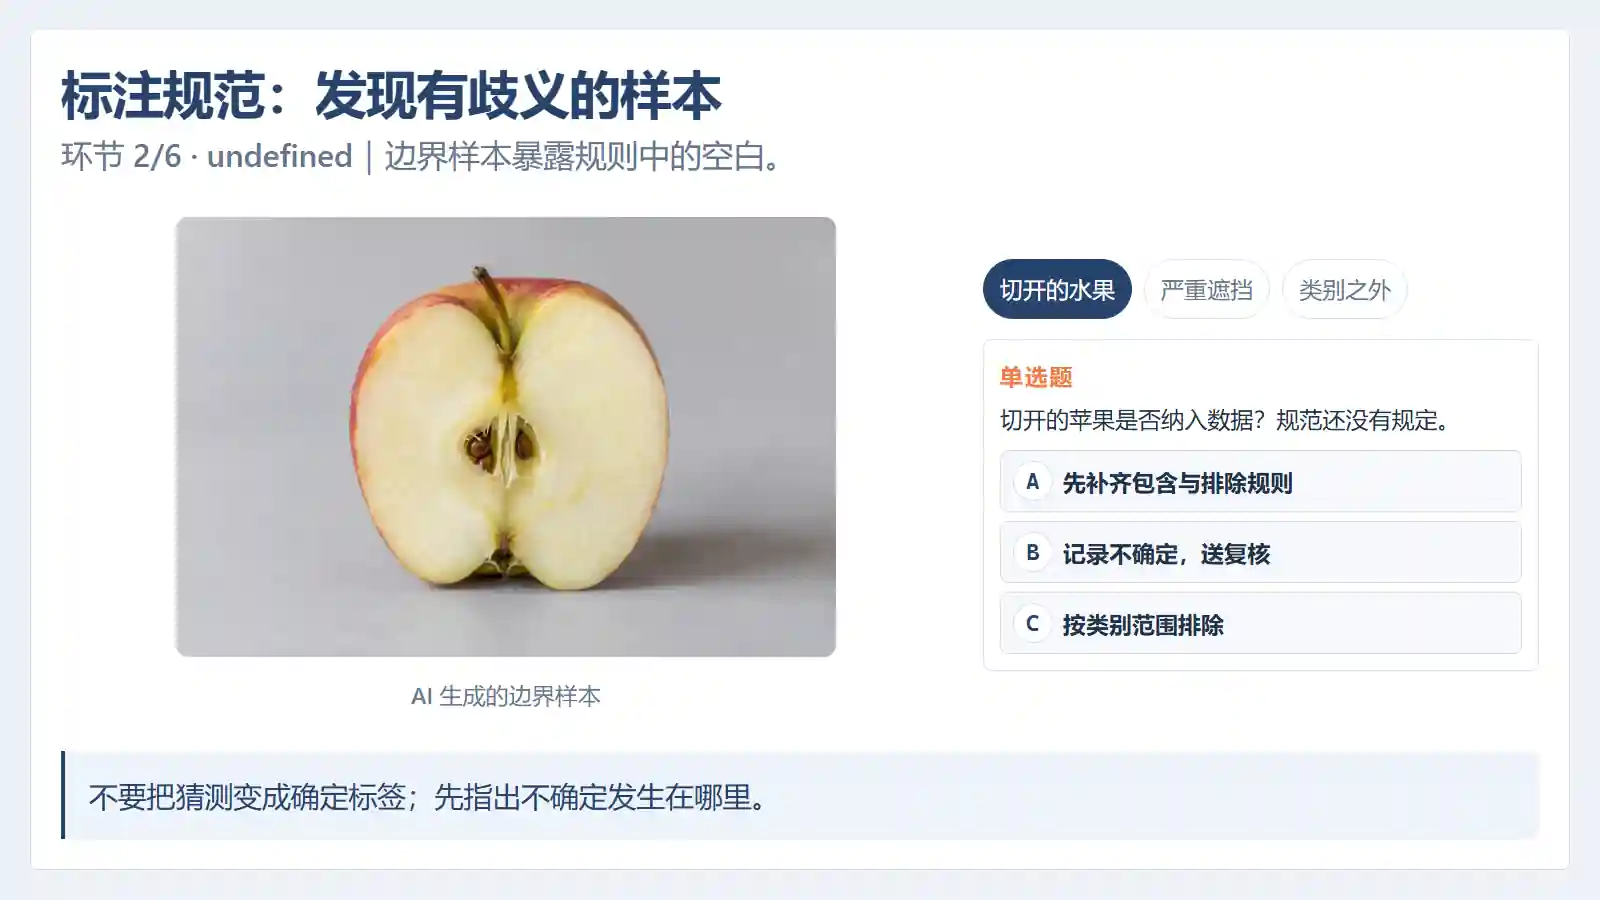 标注规范：发现有歧义的样本
环节 2/6 · undefined｜边界样本暴露规则中的空白。
AI 生成的边界样本
切开的水果
严重遮挡
类别之外
单选题
切开的苹果是否纳入数据？规范还没有规定。
A 先补齐包含与排除规则
B 记录不确定，送复核
C 按类别范围排除
不要把猜测变成确定标签；先指出不确定发生在哪里。